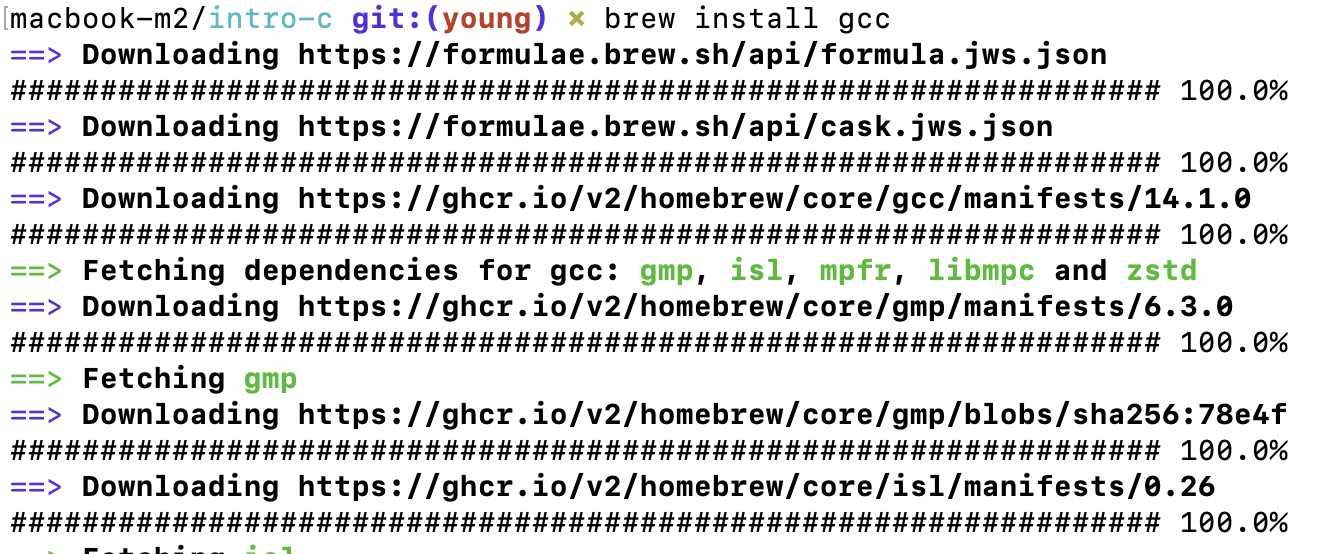 macbook-m2/intro-c git:(young) × brew install gcc
==> Downloading https://formulae.brew.sh/api/formula.jws.json
################################################################ 100.0%
==> Downloading https://formulae.brew.sh/api/cask.jws.json
################################################################ 100.0%
==> Downloading https://ghcr.io/v2/homebrew/core/gcc/manifests/14.1.0
################################################################ 100.0%
==> Fetching dependencies for gcc: gmp, isl, mpfr, libmpc and zstd
==> Downloading https://ghcr.io/v2/homebrew/core/gmp/manifests/6.3.0
################################################################ 100.0%
==> Fetching gmp
==> Downloading https://ghcr.io/v2/homebrew/core/gmp/blobs/sha256:78e4f
################################################################ 100.0%
==> Downloading https://ghcr.io/v2/homebrew/core/isl/manifests/0.26
################################################################ 100.0%
==> Fetching isl